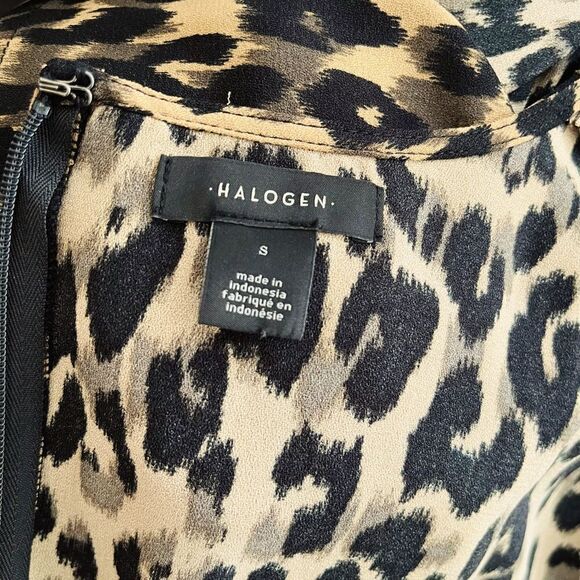 ·HALOGEN·
S
made in
indonesia
fabriqué en
indonésie